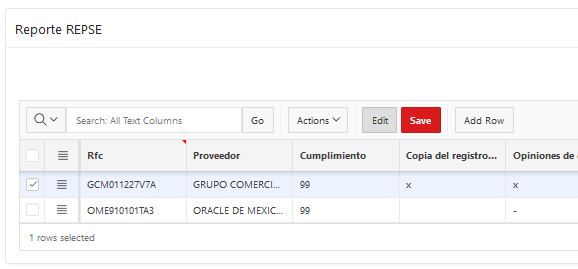 Reporte REPSE
Search: All Text Columns Go Actions Edit Save Add Row
Rfc Proveedor Cumplimiento Copia del registro... Opiniones de
GCM011227V7A GRUPO COMERCI... 99 x x
OME910101TA3 ORACLE DE MEXIC... 99 -
1 rows selected